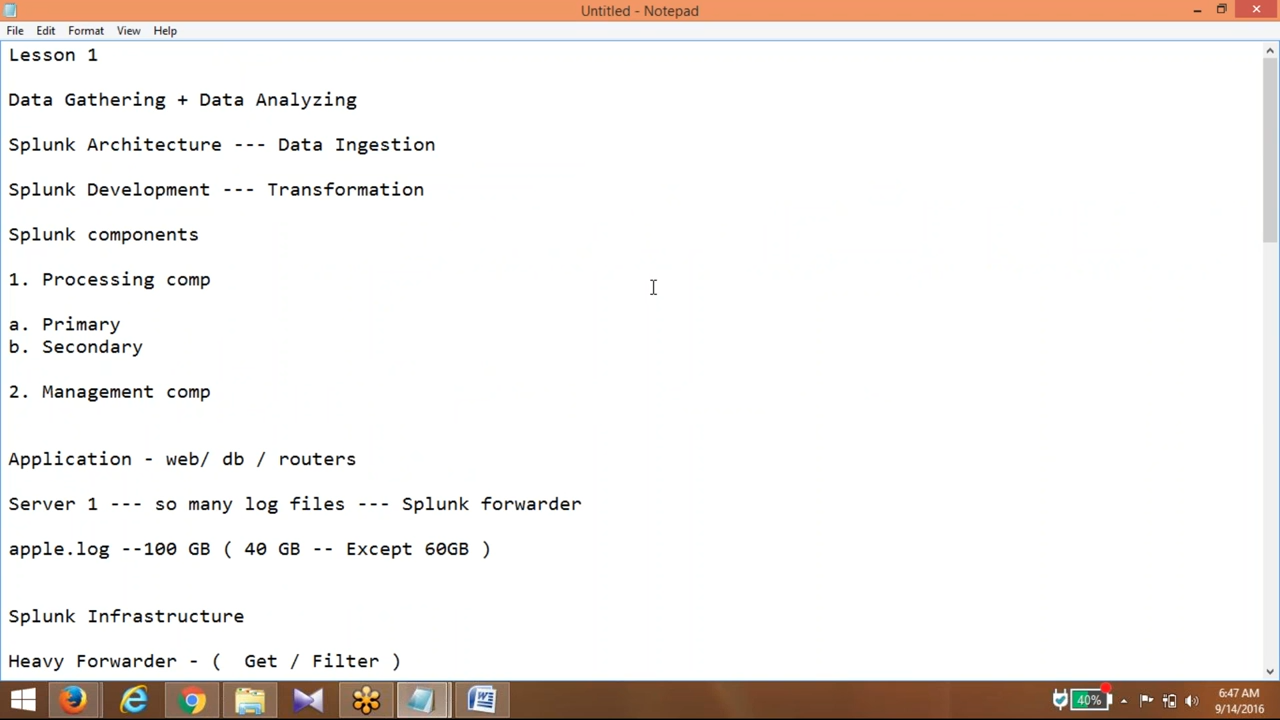 Untitled - Notepad
File Edit Format View Help
Lesson 1
Data Gathering + Data Analyzing
Splunk Architecture --- Data Ingestion
Splunk Development --- Transformation
Splunk components
1. Processing comp
a. Primary
b. Secondary
2. Management comp
Application - web/ db / routers
Server 1 --- so many log files --- Splunk forwarder
apple.log --100 GB ( 40 GB -- Except 60GB )
Splunk Infrastructure
Heavy Forwarder - (  Get / Filter )
40%
6:47 AM
9/14/2016